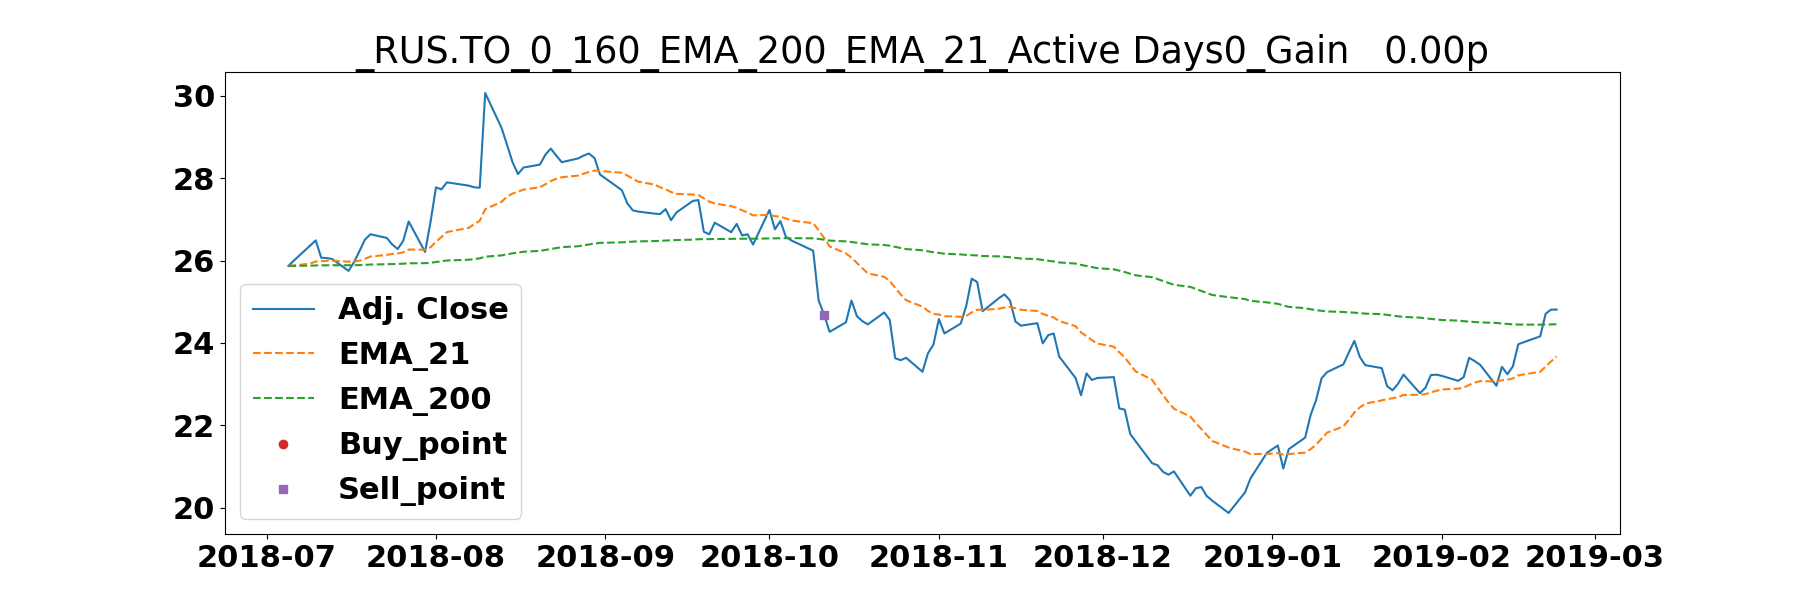 _RUS.TO_0_160_EMA_200_EMA_21_Active Days0_Gain   0.00p
30
28
26
24
22
20
Adj. Close
EMA_21
EMA_200
Buy_point
Sell_point
2018-07 2018-08 2018-09 2018-10 2018-11 2018-12 2019-01 2019-02 2019-03